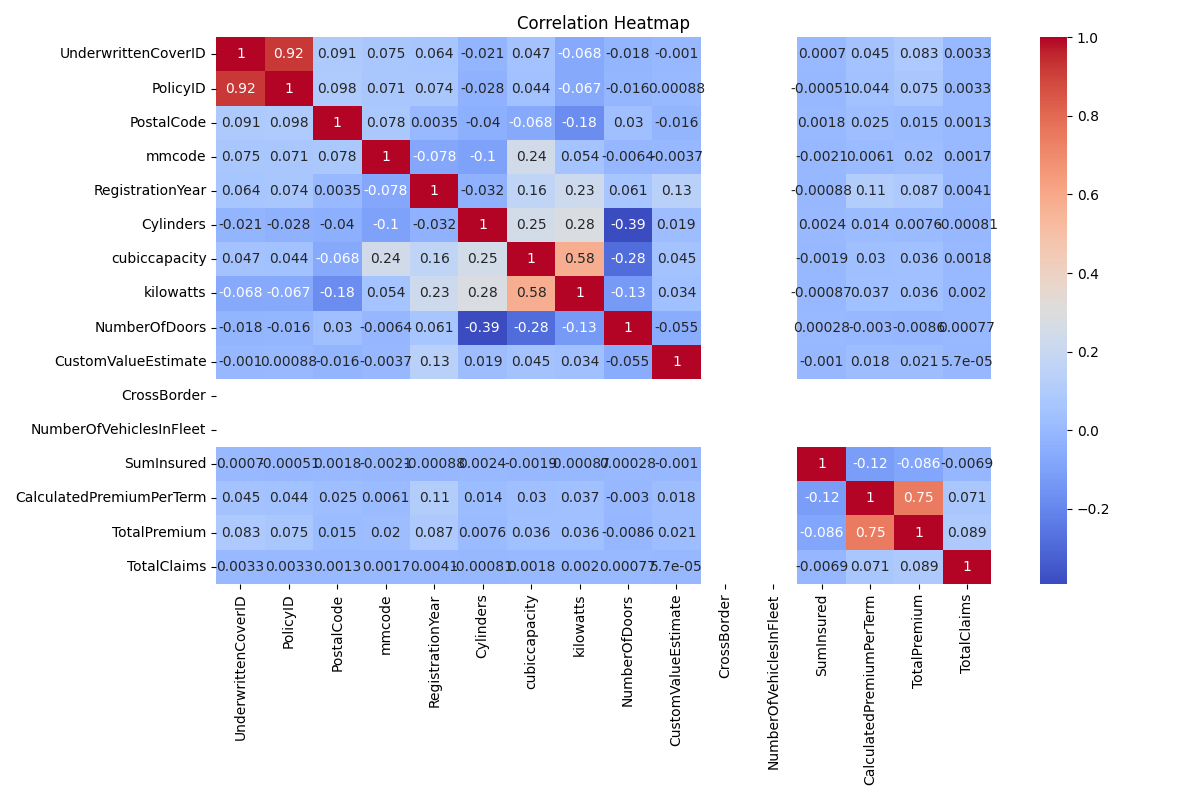 Correlation Heatmap
UnderwrittenCoverID 1 0.92 0.091 0.075 0.064 -0.021 0.047 -0.068 -0.018 -0.001 0.0007 0.045 0.083 0.0033
PolicyID 0.92 1 0.098 0.071 0.074 -0.028 0.044 -0.067 -0.016 0.00088 -0.00051 0.044 0.075 0.0033
PostalCode 0.091 0.098 1 0.078 0.0035 -0.04 -0.068 -0.18 0.03 -0.016 0.0018 0.025 0.015 0.0013
mmcode 0.075 0.071 0.078 1 -0.078 -0.1 0.24 0.054 -0.0064 -0.0037 -0.0021 0.0061 0.02 0.0017
RegistrationYear 0.064 0.074 0.0035 -0.078 1 -0.032 0.16 0.23 0.061 0.13 -0.00088 0.11 0.087 0.0041
Cylinders -0.021 -0.028 -0.04 -0.1 -0.032 1 0.25 0.28 -0.39 0.019 0.0024 0.014 0.0076 -0.00081
cubiccapacity 0.047 0.044 -0.068 0.24 0.16 0.25 1 0.58 -0.28 0.045 -0.0019 0.03 0.036 0.0018
kilowatts -0.068 -0.067 -0.18 0.054 0.23 0.28 0.58 1 -0.13 0.034 -0.00087 0.037 0.036 0.002
NumberOfDoors -0.018 -0.016 0.03 -0.0064 0.061 -0.39 -0.28 -0.13 1 -0.055 0.00028 -0.003 -0.0086 0.00077
CustomValueEstimate -0.001 0.00088 -0.016 -0.0037 0.13 0.019 0.045 0.034 -0.055 1 -0.001 0.018 0.021 5.7e-05
CrossBorder
NumberOfVehiclesInFleet
SumInsured 0.0007 -0.00051 0.0018 -0.0021 -0.00088 0.0024 -0.0019 -0.00087 0.00028 -0.001 1 -0.12 -0.086 -0.0069
CalculatedPremiumPerTerm 0.045 0.044 0.025 0.0061 0.11 0.014 0.03 0.037 -0.003 0.018 -0.12 1 0.75 0.071
TotalPremium 0.083 0.075 0.015 0.02 0.087 0.0076 0.036 0.036 -0.0086 0.021 -0.086 0.75 1 0.089
TotalClaims 0.0033 0.0033 0.0013 0.0017 0.0041 -0.00081 0.0018 0.002 0.00077 5.7e-05 -0.0069 0.071 0.089 1
UnderwrittenCoverID
PolicyID
PostalCode
mmcode
RegistrationYear
Cylinders
cubiccapacity
kilowatts
NumberOfDoors
CustomValueEstimate
CrossBorder
NumberOfVehiclesInFleet
SumInsured
CalculatedPremiumPerTerm
TotalPremium
TotalClaims
1.0
0.8
0.6
0.4
0.2
0.0
−0.2